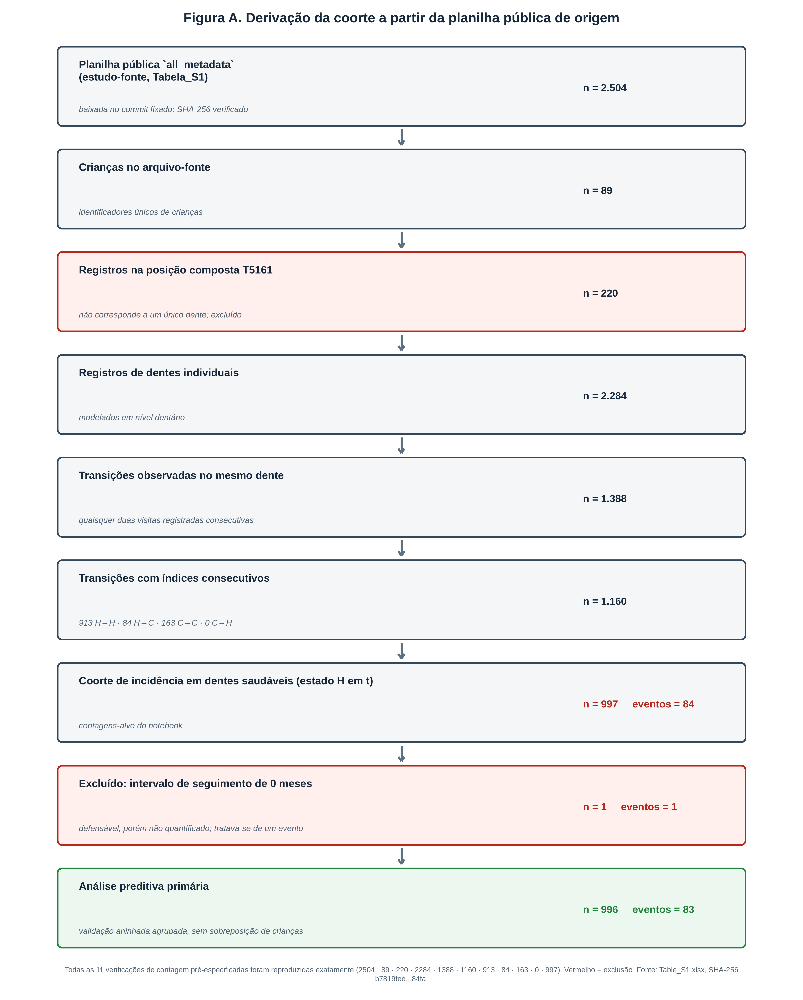 Figura A. Derivação da coorte a partir da planilha pública de origem
Planilha pública `all_metadata`
(estudo-fonte, Tabela_S1)
n = 2.504
baixada no commit fixado; SHA-256 verificado
Crianças no arquivo-fonte
n = 89
identificadores únicos de crianças
Registros na posição composta T5161
n = 220
não corresponde a um único dente; excluído
Registros de dentes individuais
n = 2.284
modelados em nível dentário
Transições observadas no mesmo dente
n = 1.388
quaisquer duas visitas registradas consecutivas
Transições com índices consecutivos
n = 1.160
913 H→H · 84 H→C · 163 C→C · 0 C→H
Coorte de incidência em dentes saudáveis (estado H em t)
n = 997 eventos = 84
contagens-alvo do notebook
Excluído: intervalo de seguimento de 0 meses
n = 1 eventos = 1
defensável, porém não quantificado; tratava-se de um evento
Análise preditiva primária
n = 996 eventos = 83
validação aninhada agrupada, sem sobreposição de crianças
Todas as 11 verificações de contagem pré-especificadas foram reproduzidas exatamente (2504 · 89 · 220 · 2284 · 1388 · 1160 · 913 · 84 · 163 · 0 · 997). Vermelho = exclusão. Fonte: Table_S1.xlsx, SHA-256
b7819fee...84fa.